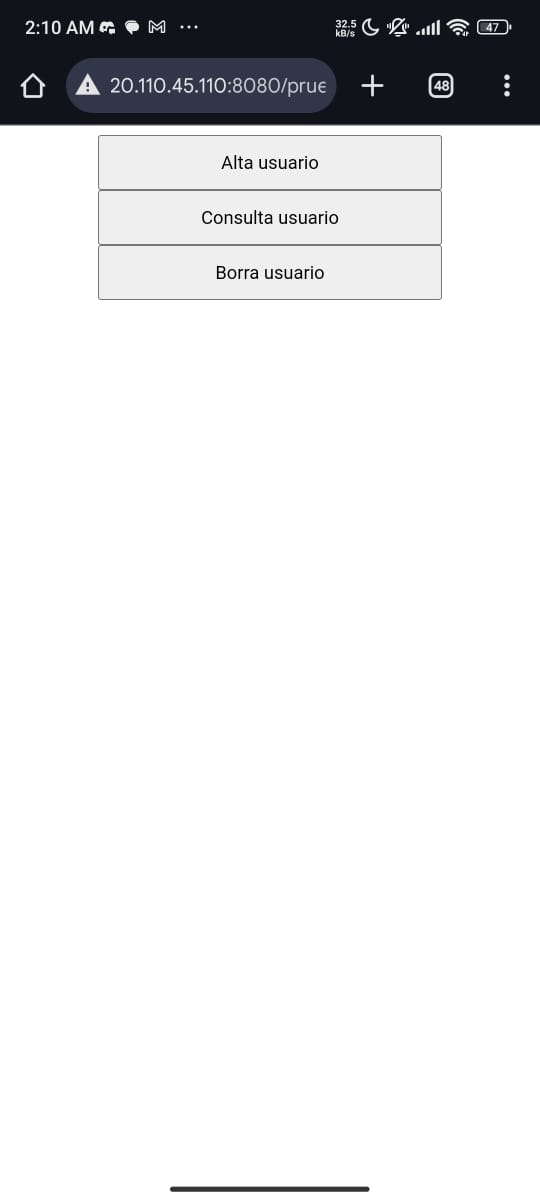 2:10 AM ... 32.5 kB/s 47
20.110.45.110:8080/prue 48
Alta usuario
Consulta usuario
Borra usuario